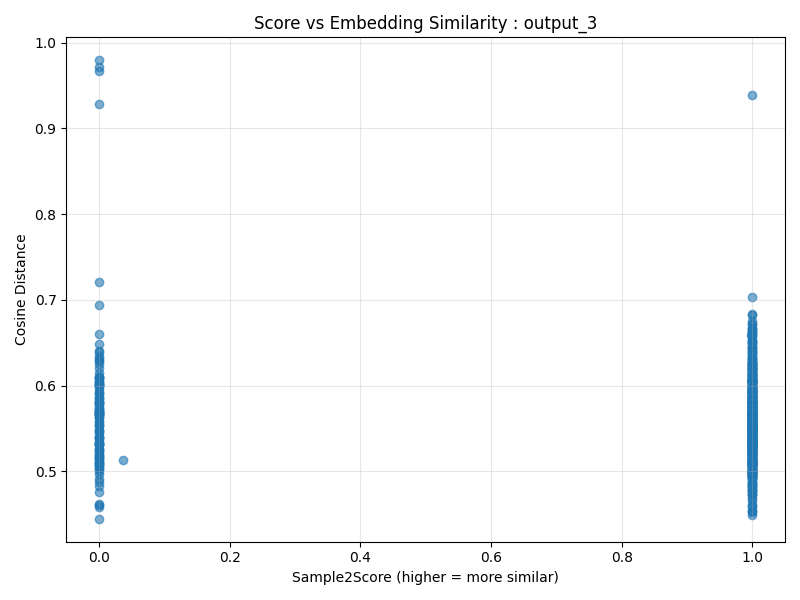 Score vs Embedding Similarity : output_3
Cosine Distance
1.0
0.9
0.8
0.7
0.6
0.5
0.0 0.2 0.4 0.6 0.8 1.0
Sample2Score (higher = more similar)